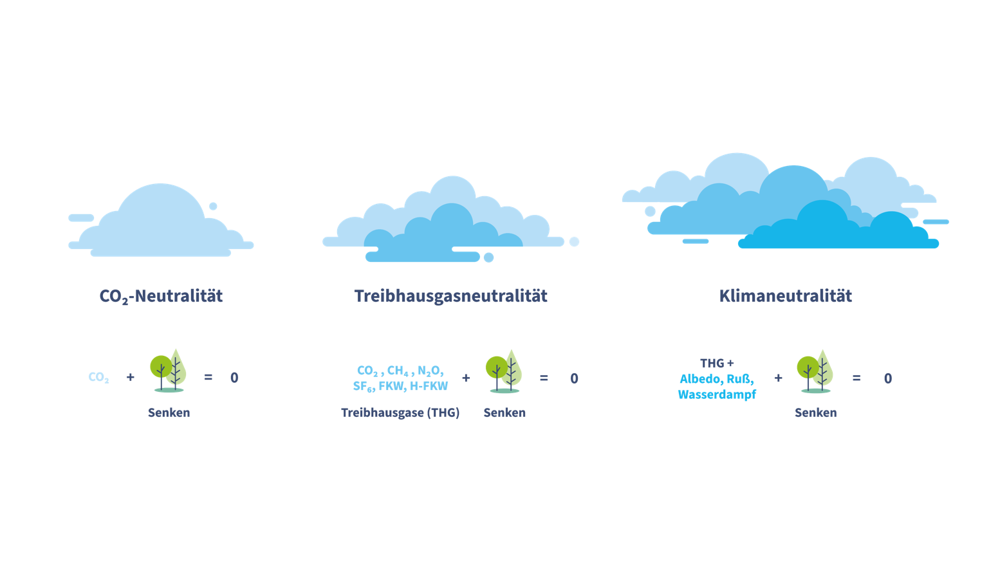 CO₂-Neutralität
Treibhausgasneutralität
Klimaneutralität
CO₂ + = 0
Senken
CO₂ , CH₄ , N₂O,
SF₆, FKW, H-FKW
+ = 0
Treibhausgase (THG)
Senken
THG +
Albedo, Ruß,
Wasserdampf
+ = 0
Senken